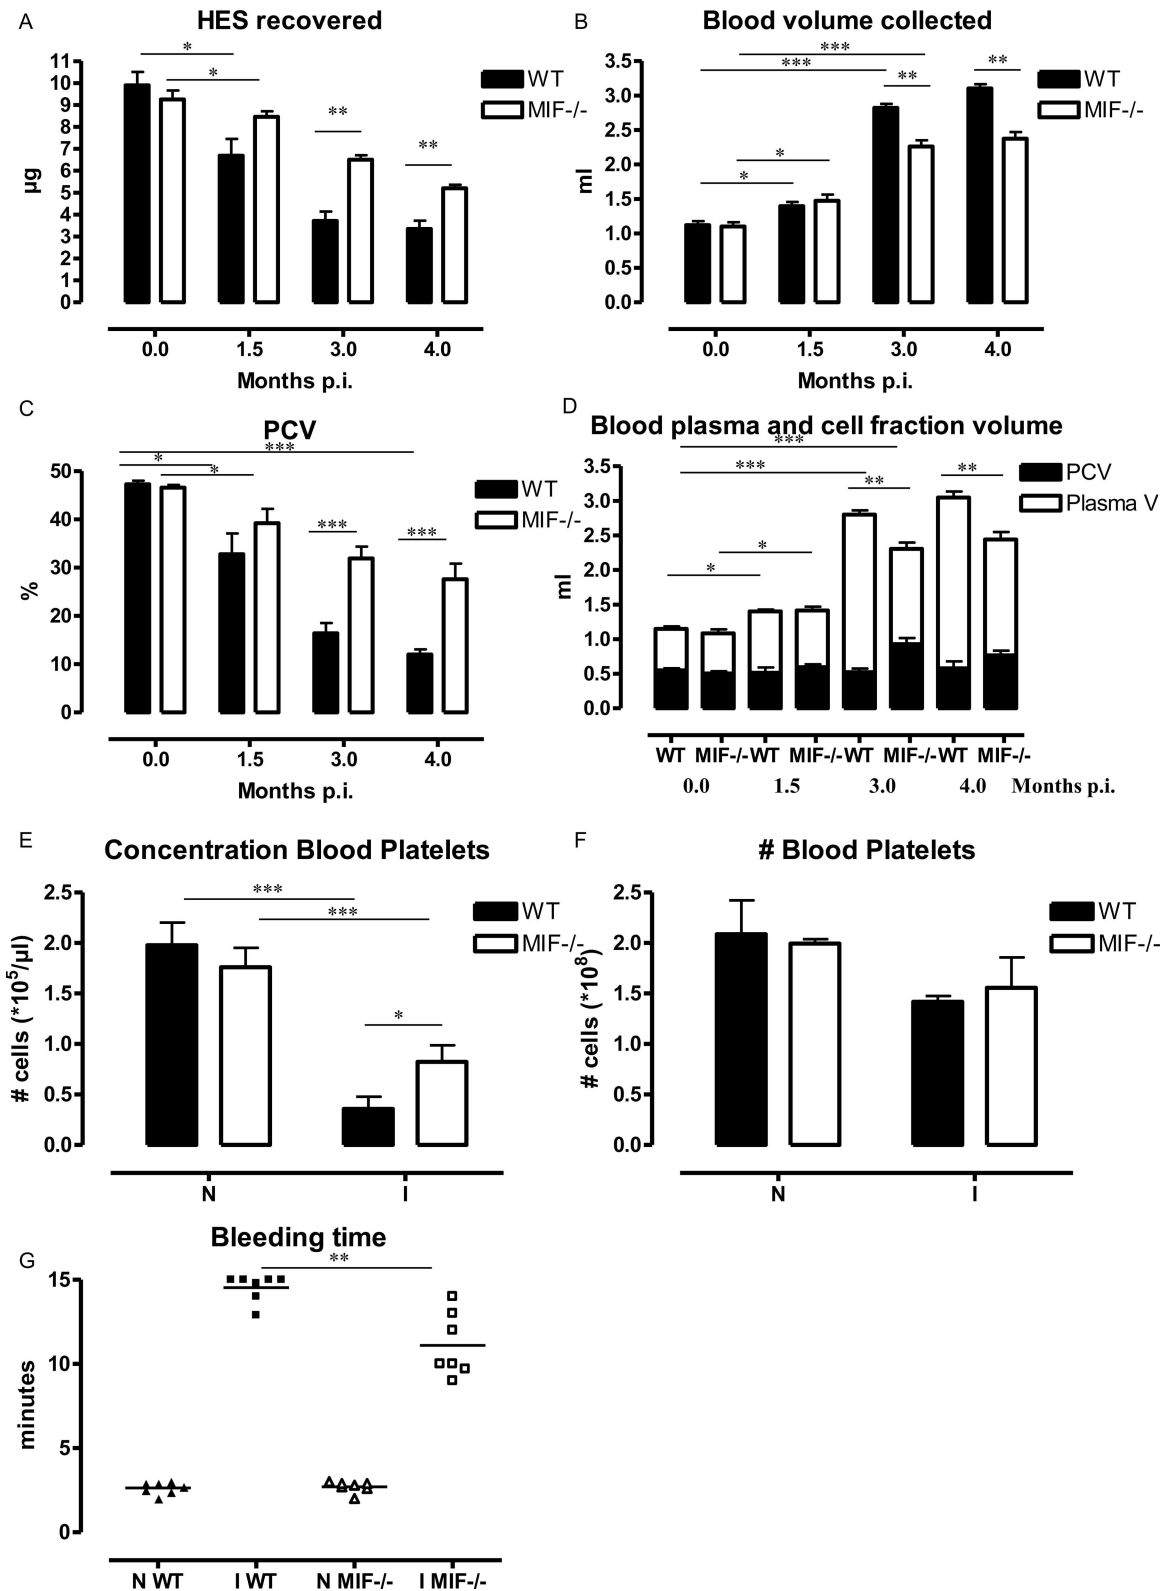 A
HES recovered
*
*
**
**
11
10
9
8
7
6
5
4
3
2
1
0
µg
WT
MIF-/-
0.0 1.5 3.0 4.0
Months p.i.
B
Blood volume collected
***
***
**
**
*
*
3.5
3.0
2.5
2.0
1.5
1.0
0.5
0.0
ml
WT
MIF-/-
0.0 1.5 3.0 4.0
Months p.i.
C
PCV
***
*
*
***
***
50
40
30
20
10
0
%
WT
MIF-/-
0.0 1.5 3.0 4.0
Months p.i.
D
Blood plasma and cell fraction volume
***
***
**
**
*
*
3.5
3.0
2.5
2.0
1.5
1.0
0.5
0.0
ml
PCV
Plasma V
WT MIF-/- WT MIF-/- WT MIF-/- WT MIF-/-
0.0 1.5 3.0 4.0 Months p.i.
E
Concentration Blood Platelets
***
***
*
2.5
2.0
1.5
1.0
0.5
0.0
# cells (*10⁵/µl)
WT
MIF-/-
N I
F
# Blood Platelets
2.5
2.0
1.5
1.0
0.5
0.0
# cells (*10⁸)
WT
MIF-/-
N I
G
Bleeding time
**
15
10
5
0
minutes
N WT I WT N MIF-/- I MIF-/-